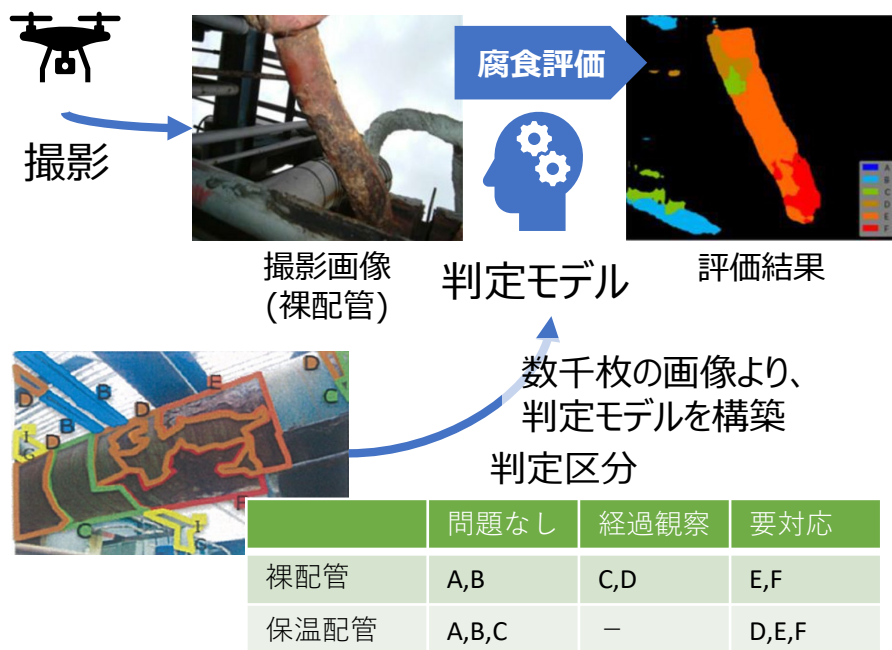 撮影
腐食評価
A
B
C
D
E
F
撮影画像
(裸配管)
判定モデル
評価結果
数千枚の画像より、
判定モデルを構築
D
D
B
B
D
I
G
D
E
C
C
F
I
G
判定区分
問題なし 経過観察 要対応
裸配管 A,B C,D E,F
保温配管 A,B,C － D,E,F